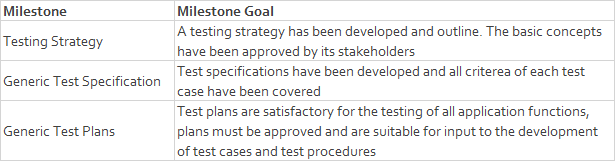 Milestone Milestone Goal
Testing Strategy
A testing strategy has been developed and outline. The basic concepts
have been approved by its stakeholders
Generic Test Specification
Test specifications have been developed and all criterea of each test
case have been covered
Generic Test Plans
Test plans are satisfactory for the testing of all application functions,
plans must be approved and are suitable for input to the development
of test cases and test procedures